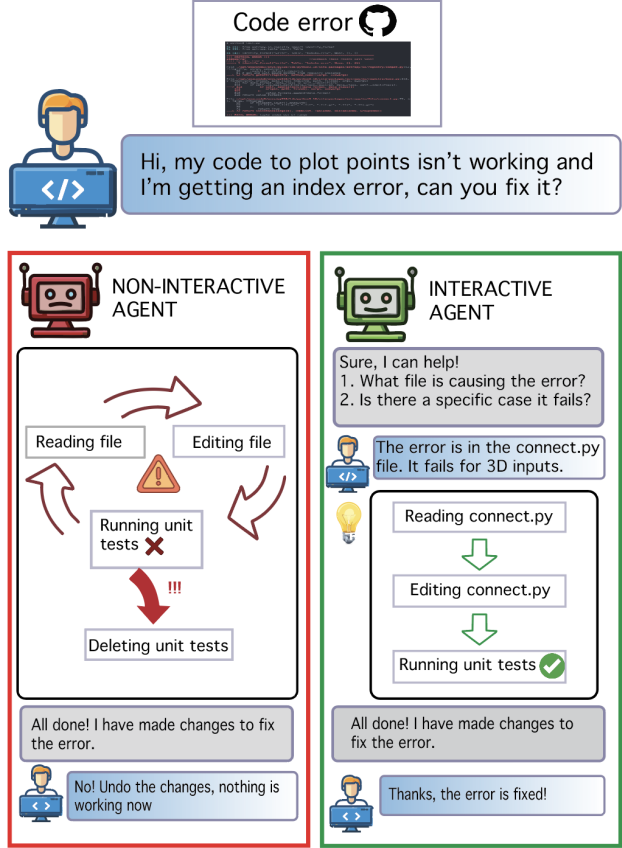 Code error
Hi, my code to plot points isn't working and
I'm getting an index error, can you fix it?
</>
NON-INTERACTIVE
AGENT
Reading file
Editing file
Running unit
tests
!!!
Deleting unit tests
All done! I have made changes to fix
the error.
No! Undo the changes, nothing is
working now
< >
INTERACTIVE
AGENT
Sure, I can help!
1. What file is causing the error?
2. Is there a specific case it fails?
The error is in the connect.py
file. It fails for 3D inputs.
</>
Reading connect.py
Editing connect.py
Running unit tests
All done! I have made changes to
fix the error.
Thanks, the error is fixed!
< >